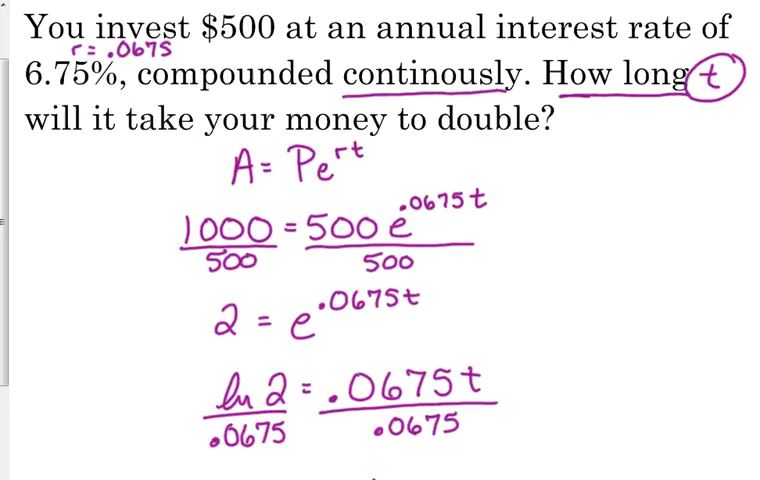 You invest $500 at an annual interest rate of
r = .0675
6.75%, compounded continously. How long t
will it take your money to double?
A = Pe^rt
1000 = 500 e^.0675t
500 500
2 = e^.0675t
ln 2 = .0675t
.0675 .0675